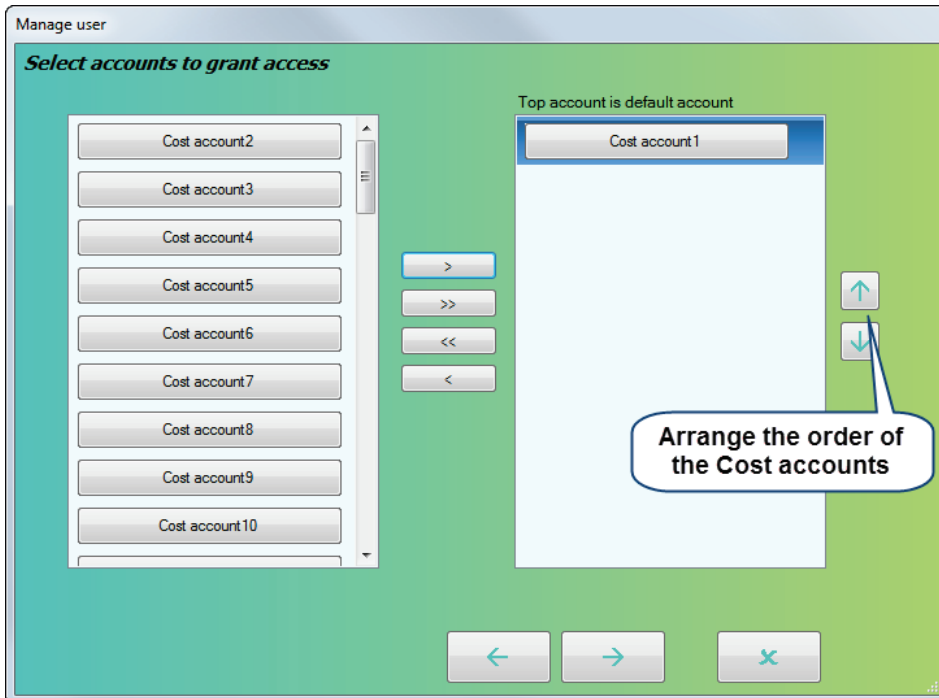 Manage user
Select accounts to grant access
Top account is default account
Cost account2
Cost account3
Cost account4
Cost account5
Cost account6
Cost account7
Cost account8
Cost account9
Cost account10
>
>>
<<
<
Cost account1
Arrange the order of
the Cost accounts